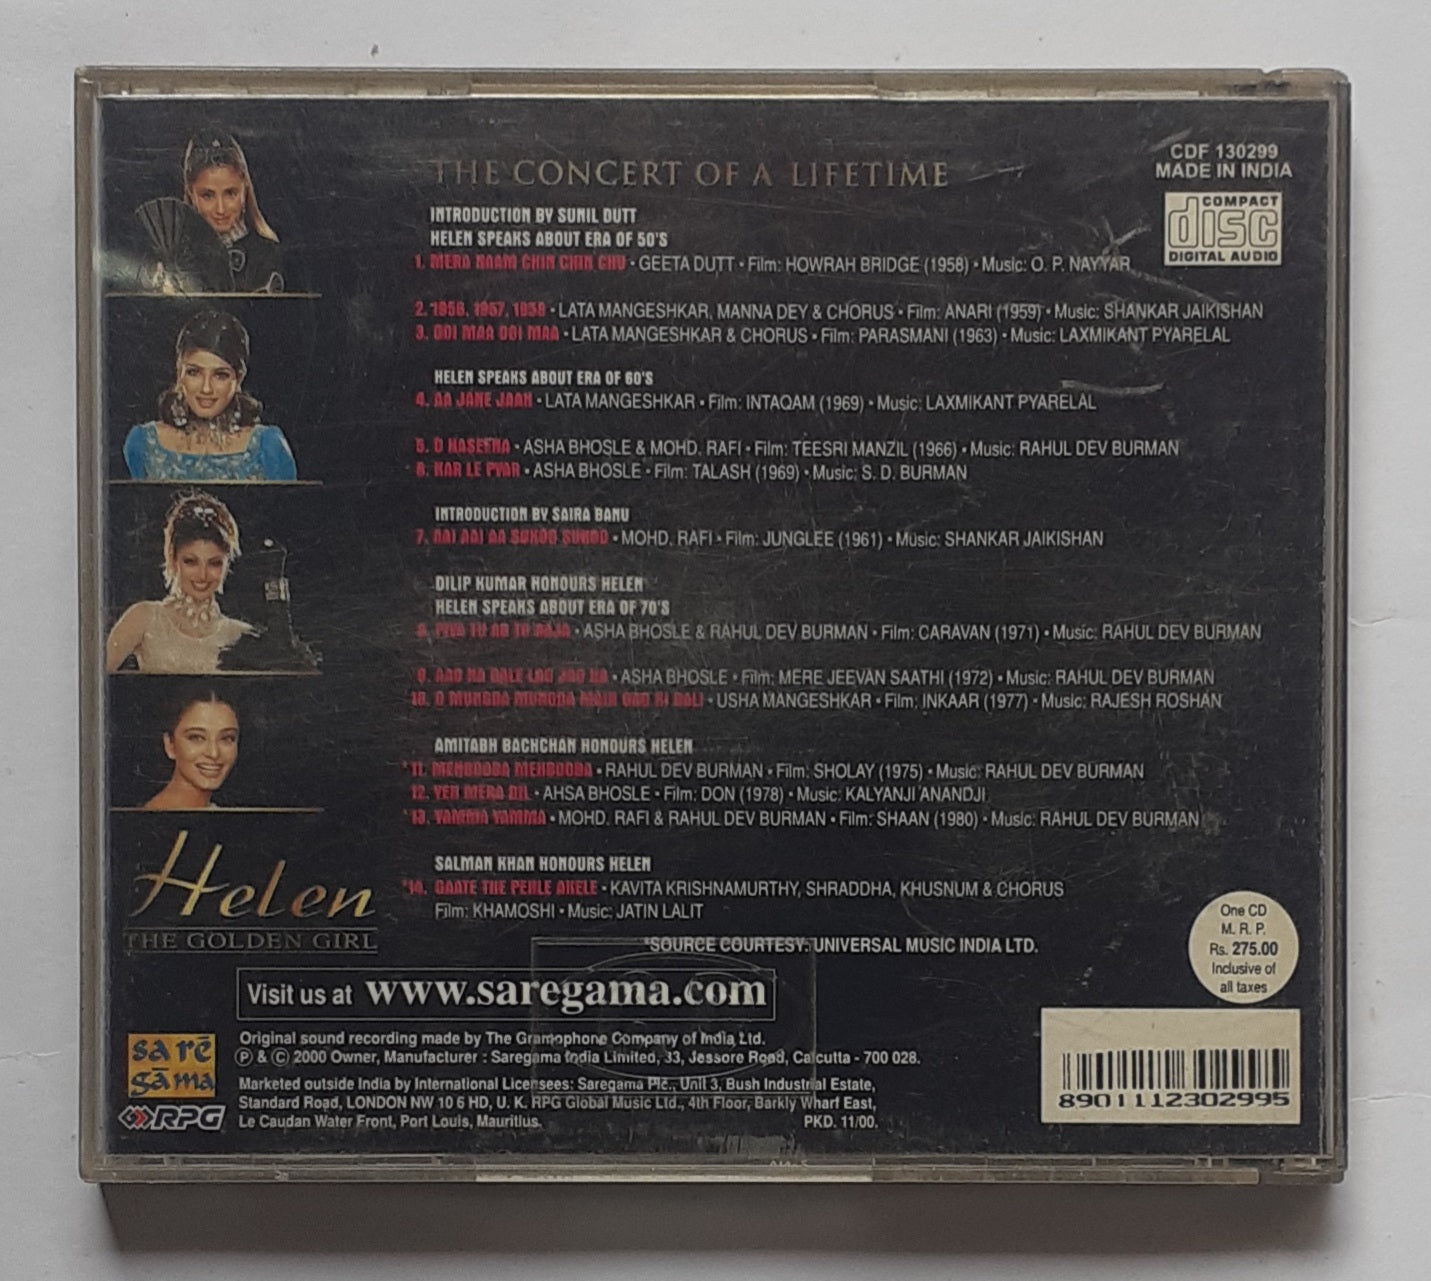 THE CONCERT OF A LIFETIME
CDF 130299
MADE IN INDIA
COMPACT
disc
DIGITAL AUDIO
INTRODUCTION BY SUNIL DUTT
HELEN SPEAKS ABOUT ERA OF 50'S
1. MERA NAAM CHIN CHIN CHU • GEETA DUTT • Film: HOWRAH BRIDGE (1958) • Music: O. P. NAYYAR
2. 1956, 1957, 1958 • LATA MANGESHKAR, MANNA DEY & CHORUS • Film: ANARI (1959) • Music: SHANKAR JAIKISHAN
3. OOI MAA OOI MAA • LATA MANGESHKAR & CHORUS • Film: PARASMANI (1963) • Music: LAXMIKANT PYARELAL
HELEN SPEAKS ABOUT ERA OF 60'S
4. AA JANE JAAN • LATA MANGESHKAR • Film: INTAQAM (1969) • Music: LAXMIKANT PYARELAL
5. O HASEENA • ASHA BHOSLE & MOHD. RAFI • Film: TEESRI MANZIL (1966) • Music: RAHUL DEV BURMAN
6. KAR LE PYAR • ASHA BHOSLE • Film: TALASH (1969) • Music: S. D. BURMAN
INTRODUCTION BY SAIRA BANU
7. AAI AAI AA SUKOO SUKOO • MOHD. RAFI • Film: JUNGLEE (1961) • Music: SHANKAR JAIKISHAN
DILIP KUMAR HONOURS HELEN
HELEN SPEAKS ABOUT ERA OF 70'S
8. PIYA TU AB TO AAJA • ASHA BHOSLE & RAHUL DEV BURMAN • Film: CARAVAN (1971) • Music: RAHUL DEV BURMAN
9. AAO NA GALE LAG JAO NA • ASHA BHOSLE • Film: MERE JEEVAN SAATHI (1972) • Music: RAHUL DEV BURMAN
10. O MUNGDA MUNGDA MAIN GUD KI DALI • USHA MANGESHKAR • Film: INKAAR (1977) • Music: RAJESH ROSHAN
AMITABH BACHCHAN HONOURS HELEN
*11. MEHBOOBA MEHBOOBA • RAHUL DEV BURMAN • Film: SHOLAY (1975) • Music: RAHUL DEV BURMAN
12. YEH MERA DIL • AHSA BHOSLE • Film: DON (1978) • Music: KALYANJI ANANDJI
*13. YAMMA YAMMA • MOHD. RAFI & RAHUL DEV BURMAN • Film: SHAAN (1980) • Music: RAHUL DEV BURMAN
SALMAN KHAN HONOURS HELEN
*14. GAATE THE PEHLE AKELE • KAVITA KRISHNAMURTHY, SHRADDHA, KHUSNUM & CHORUS
Film: KHAMOSHI • Music: JATIN LALIT
*SOURCE COURTESY: UNIVERSAL MUSIC INDIA LTD.
Helen
THE GOLDEN GIRL
One CD
M. R. P.
Rs. 275.00
Inclusive of
all taxes
Visit us at www.saregama.com
sa rē
gā ma
RPG
Original sound recording made by The Gramophone Company of India Ltd.
Ⓟ & Ⓒ 2000 Owner, Manufacturer : Saregama India Limited, 33, Jessore Road, Calcutta - 700 028.
Marketed outside India by International Licensees: Saregama Plc., Unit 3, Bush Industrial Estate,
Standard Road, LONDON NW 10 6 HD, U. K. RPG Global Music Ltd., 4th Floor, Barkly Wharf East,
Le Caudan Water Front, Port Louis, Mauritius. PKD. 11/00.
8901112302995